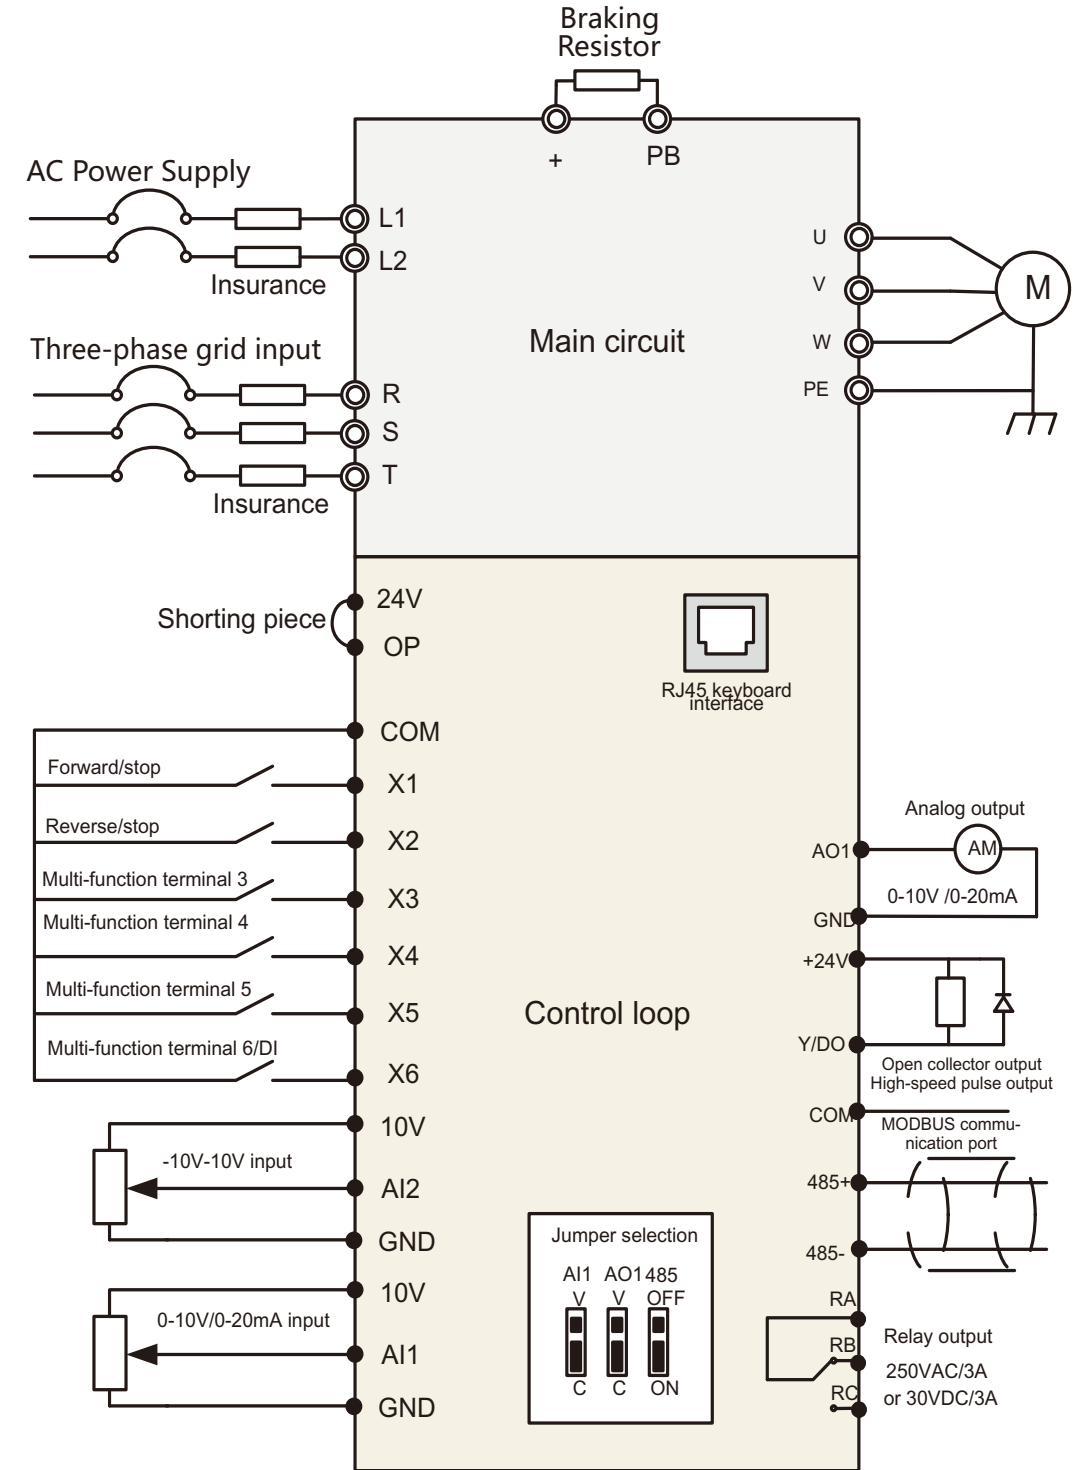 Braking
Resistor
+
PB
AC Power Supply
L1
L2
Insurance
Three-phase grid input
R
S
T
Insurance
Main circuit
U
V
W
PE
M
Shorting piece
24V
OP
RJ45 keyboard
interface
COM
Forward/stop
X1
Reverse/stop
X2
Multi-function terminal 3
X3
Multi-function terminal 4
X4
Multi-function terminal 5
X5
Multi-function terminal 6/DI
X6
10V
-10V-10V input
AI2
GND
10V
0-10V/0-20mA input
AI1
GND
Control loop
Jumper selection
AI1 AO1 485
V V OFF
C C ON
Analog output
AO1
AM
0-10V /0-20mA
GND
+24V
Y/DO
Open collector output
High-speed pulse output
COM
MODBUS commu-
nication port
485+
485-
RA
RB
RC
Relay output
250VAC/3A
or 30VDC/3A